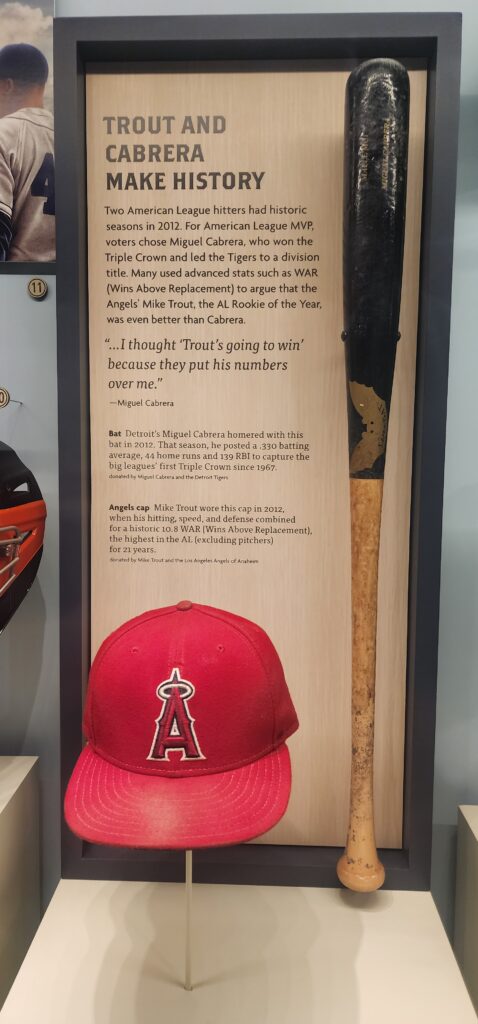 TROUT AND
CABRERA
MAKE HISTORY
Two American League hitters had historic
seasons in 2012. For American League MVP,
voters chose Miguel Cabrera, who won the
Triple Crown and led the Tigers to a division
title. Many used advanced stats such as WAR
(Wins Above Replacement) to argue that the
Angels' Mike Trout, the AL Rookie of the Year,
was even better than Cabrera.
“...I thought ‘Trout's going to win’
because they put his numbers
over me.”
—Miguel Cabrera
Bat Detroit's Miguel Cabrera homered with this
bat in 2012. That season, he posted a .330 batting
average, 44 home runs and 139 RBI to capture the
big leagues' first Triple Crown since 1967.
donated by Miguel Cabrera and the Detroit Tigers
Angels cap Mike Trout wore this cap in 2012,
when his hitting, speed, and defense combined
for a historic 10.8 WAR (Wins Above Replacement),
the highest in the AL (excluding pitchers)
for 21 years.
donated by Mike Trout and the Los Angeles Angels of Anaheim
A
11
4